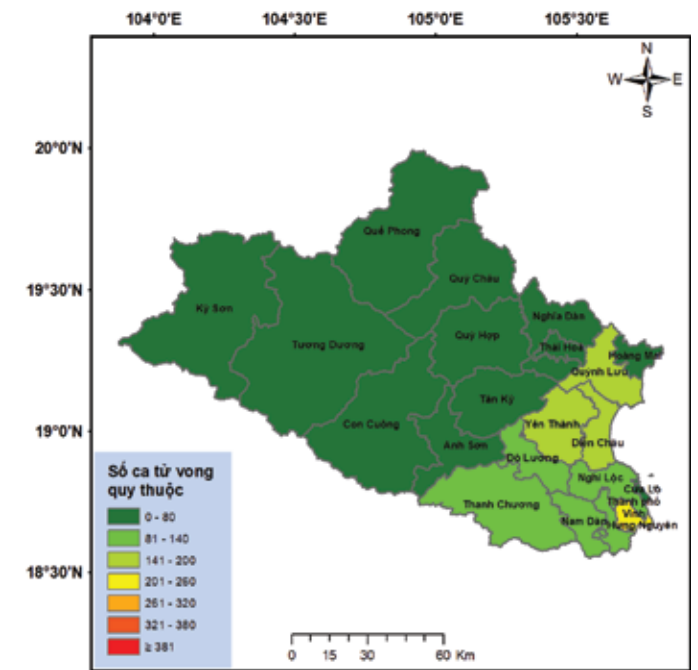 104°0'E 104°30'E 105°0'E 105°30'E
N
W E
S
20°0'N
19°30'N
19°0'N
18°30'N
Quế Phong
Quỳ Châu
Kỳ Sơn
Nghĩa Đàn
Tương Dương
Quỳ Hợp
Thái Hoà
Hoàng Mai
Quỳnh Lưu
Tân Kỳ
Con Cuông
Yên Thành
Anh Sơn
Diễn Châu
Đô Lương
Nghi Lộc
Cửa Lò
Thanh Chương
Thành phố
Vinh
Nam Đàn
Hưng Nguyên
Số ca tử vong
quy thuộc
0 - 80
81 - 140
141 - 200
201 - 260
261 - 320
321 - 380
≥ 381
0 15 30 60 Km